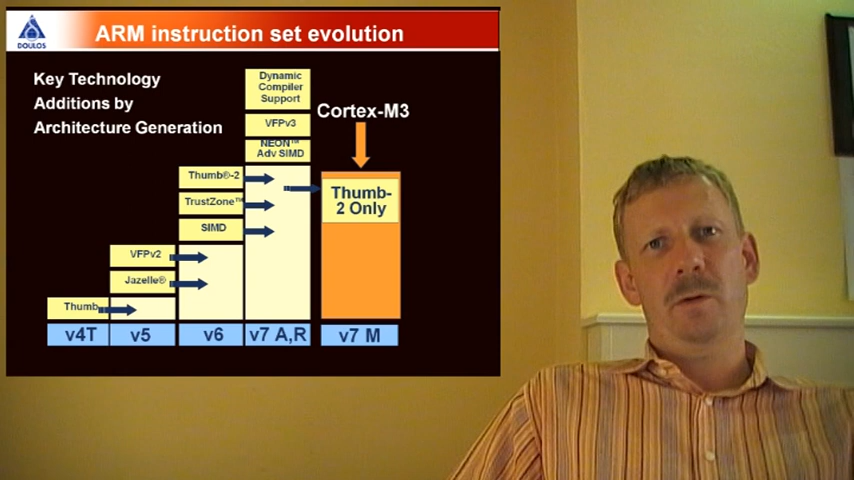 DOULOS
ARM instruction set evolution
Key Technology
Additions by
Architecture Generation
Dynamic
Compiler
Support
VFPv3
NEON™
Adv SIMD
Cortex-M3
Thumb®-2
TrustZone™
SIMD
Thumb-
2 Only
VFPv2
Jazelle®
Thumb
v4T
v5
v6
v7 A,R
v7 M